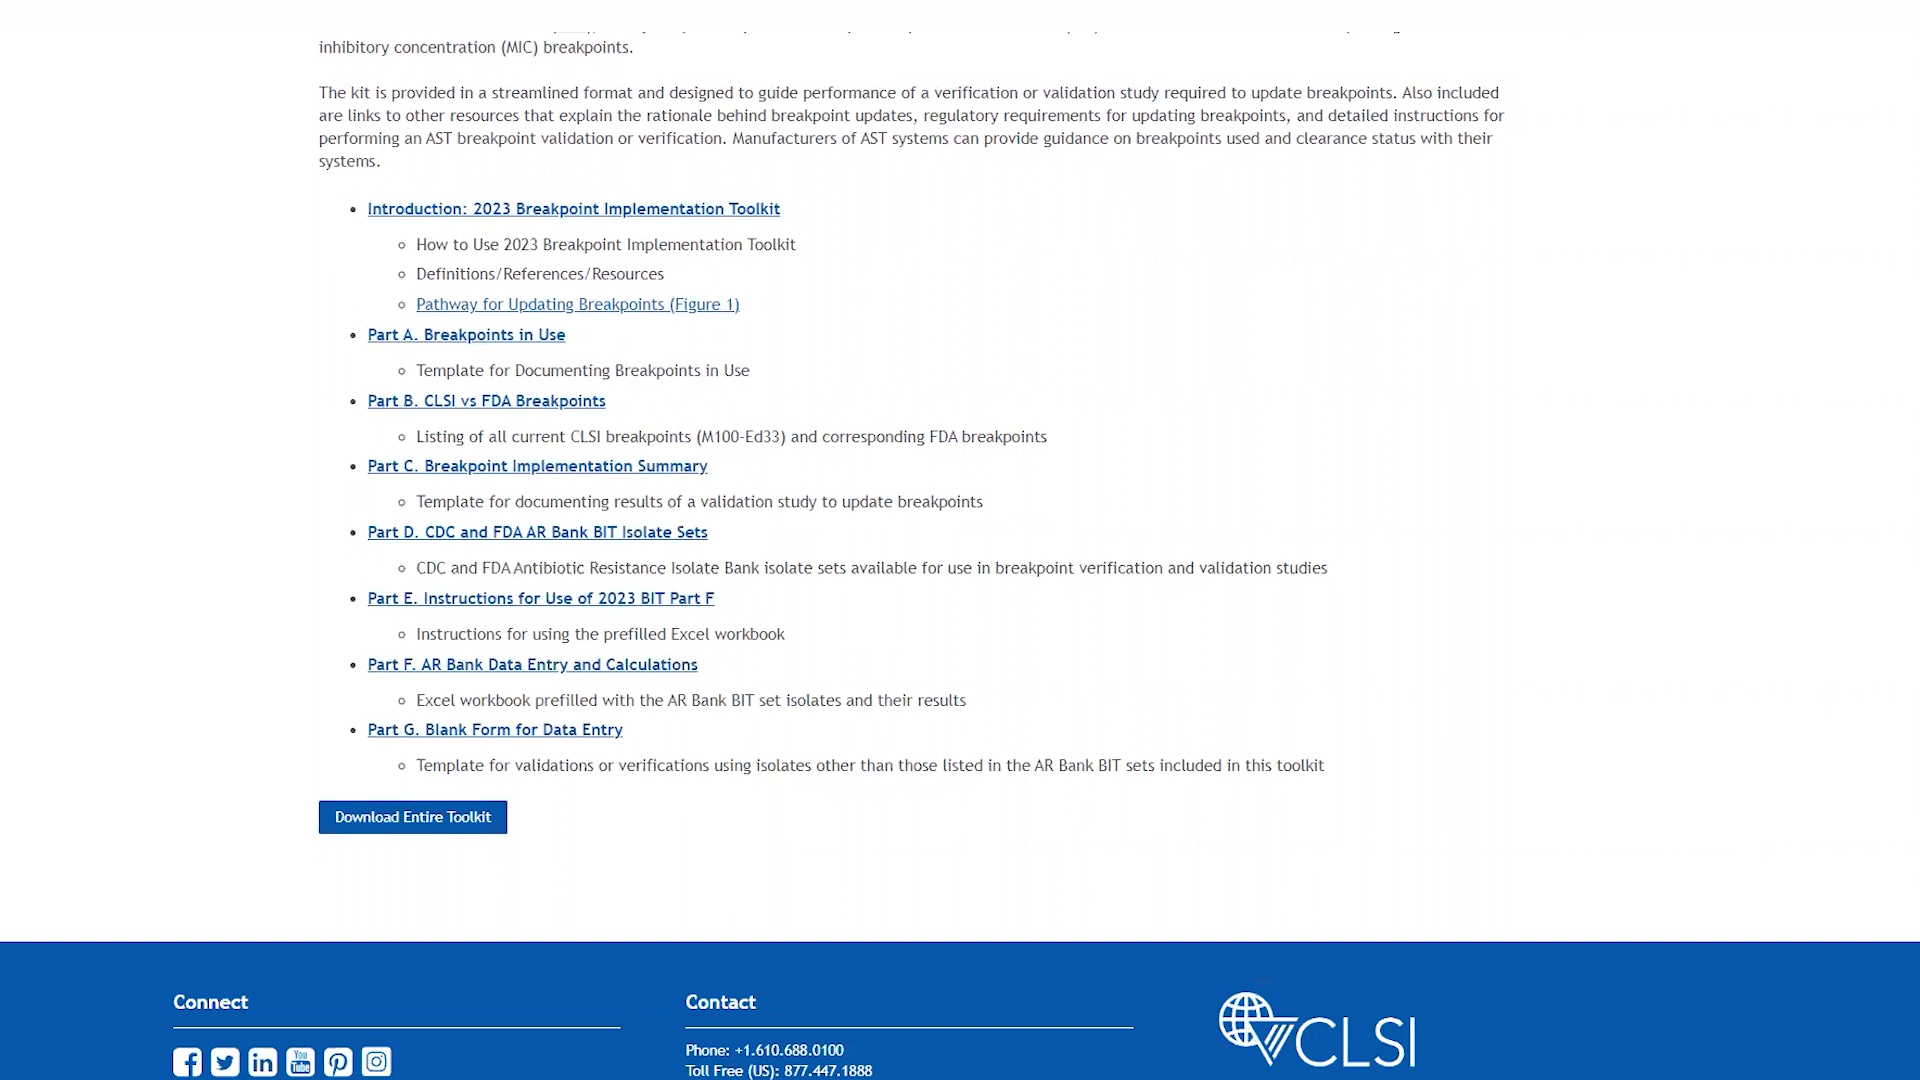 inhibitory concentration (MIC) breakpoints.
The kit is provided in a streamlined format and designed to guide performance of a verification or validation study required to update breakpoints. Also included
are links to other resources that explain the rationale behind breakpoint updates, regulatory requirements for updating breakpoints, and detailed instructions for
performing an AST breakpoint validation or verification. Manufacturers of AST systems can provide guidance on breakpoints used and clearance status with their
systems.
Introduction: 2023 Breakpoint Implementation Toolkit
How to Use 2023 Breakpoint Implementation Toolkit
Definitions/References/Resources
Pathway for Updating Breakpoints (Figure 1)
Part A. Breakpoints in Use
Template for Documenting Breakpoints in Use
Part B. CLSI vs FDA Breakpoints
Listing of all current CLSI breakpoints (M100-Ed33) and corresponding FDA breakpoints
Part C. Breakpoint Implementation Summary
Template for documenting results of a validation study to update breakpoints
Part D. CDC and FDA AR Bank BIT Isolate Sets
CDC and FDA Antibiotic Resistance Isolate Bank isolate sets available for use in breakpoint verification and validation studies
Part E. Instructions for Use of 2023 BIT Part F
Instructions for using the prefilled Excel workbook
Part F. AR Bank Data Entry and Calculations
Excel workbook prefilled with the AR Bank BIT set isolates and their results
Part G. Blank Form for Data Entry
Template for validations or verifications using isolates other than those listed in the AR Bank BIT sets included in this toolkit
Download Entire Toolkit
Connect
Contact
Phone: +1.610.688.0100
Toll Free (US): 877.447.1888
You
Tube
CLSI